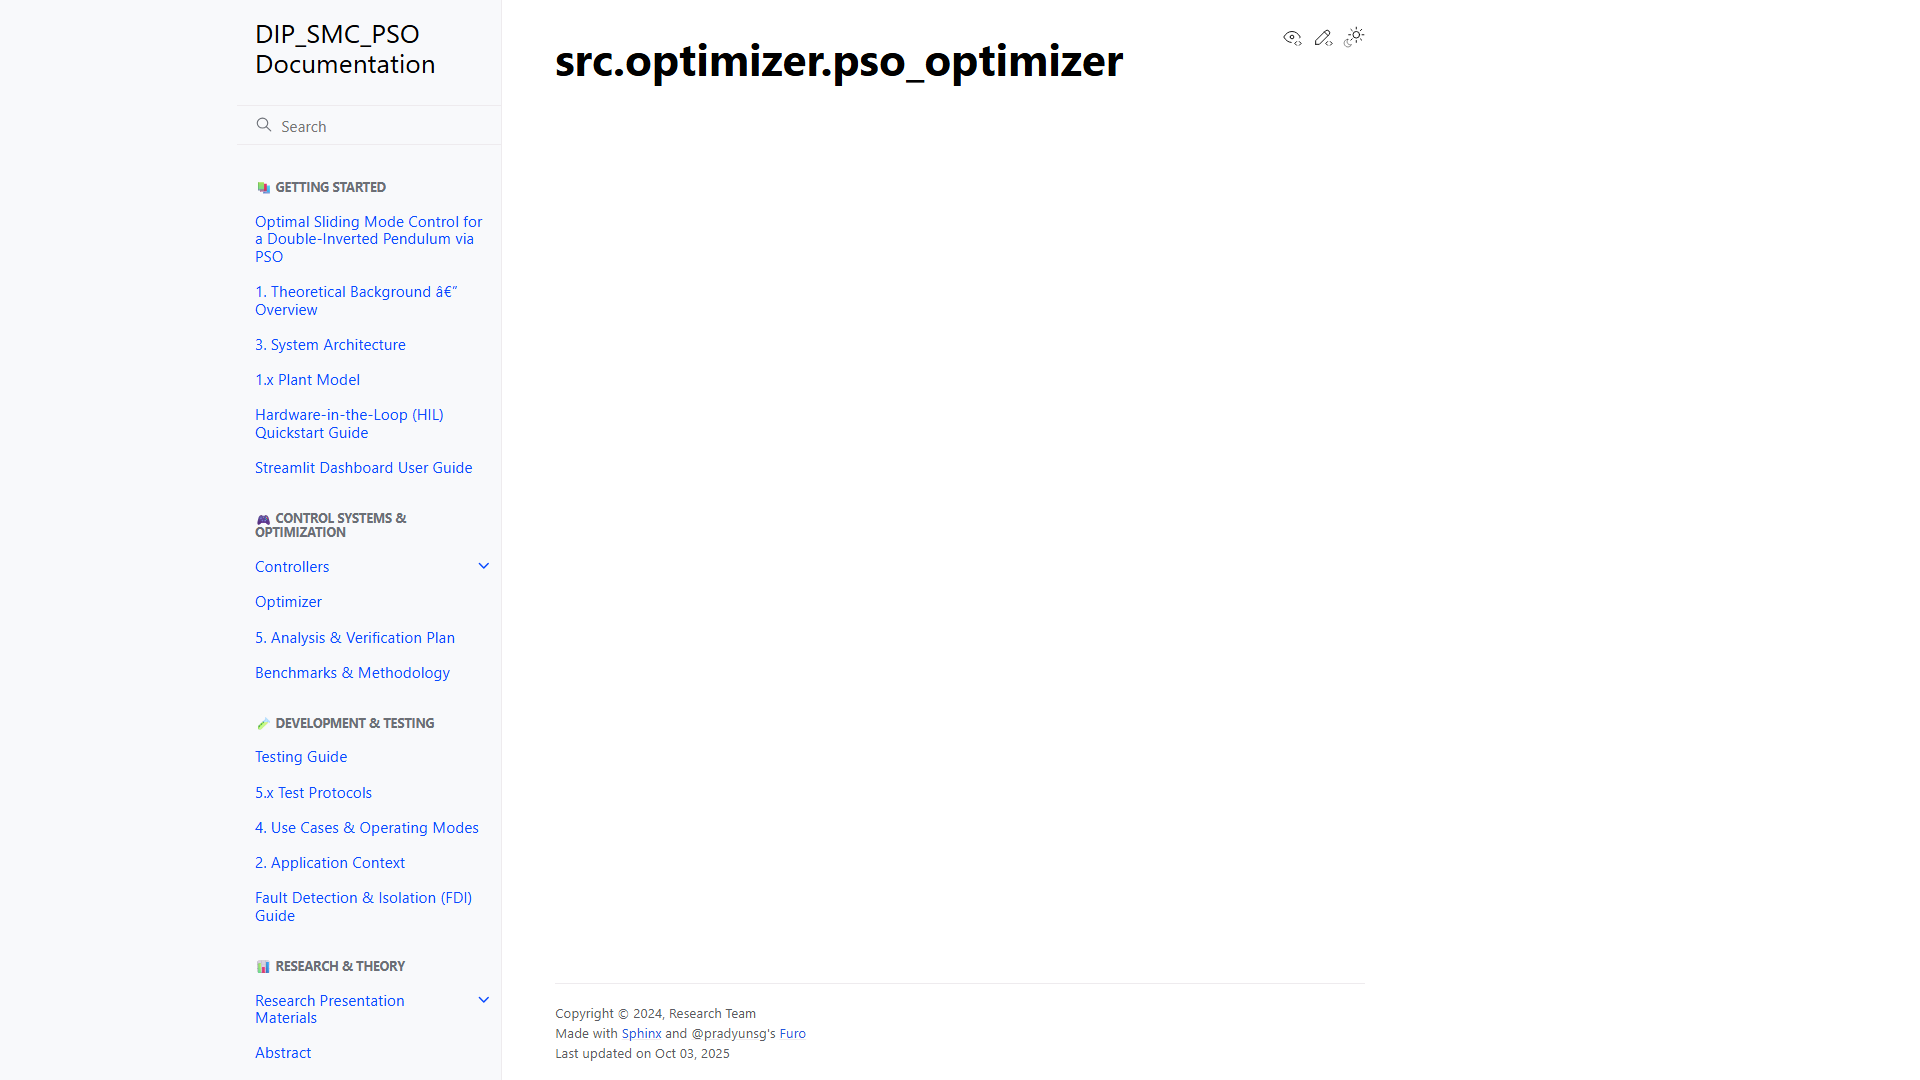 DIP_SMC_PSO
Documentation
Search
GETTING STARTED
Optimal Sliding Mode Control for
a Double-Inverted Pendulum via
PSO
1. Theoretical Background â€”
Overview
3. System Architecture
1.x Plant Model
Hardware-in-the-Loop (HIL)
Quickstart Guide
Streamlit Dashboard User Guide
CONTROL SYSTEMS &
OPTIMIZATION
Controllers
Optimizer
5. Analysis & Verification Plan
Benchmarks & Methodology
DEVELOPMENT & TESTING
Testing Guide
5.x Test Protocols
4. Use Cases & Operating Modes
2. Application Context
Fault Detection & Isolation (FDI)
Guide
RESEARCH & THEORY
Research Presentation
Materials
Abstract
src.optimizer.pso_optimizer
Copyright © 2024, Research Team
Made with Sphinx and @pradyunsg's Furo
Last updated on Oct 03, 2025